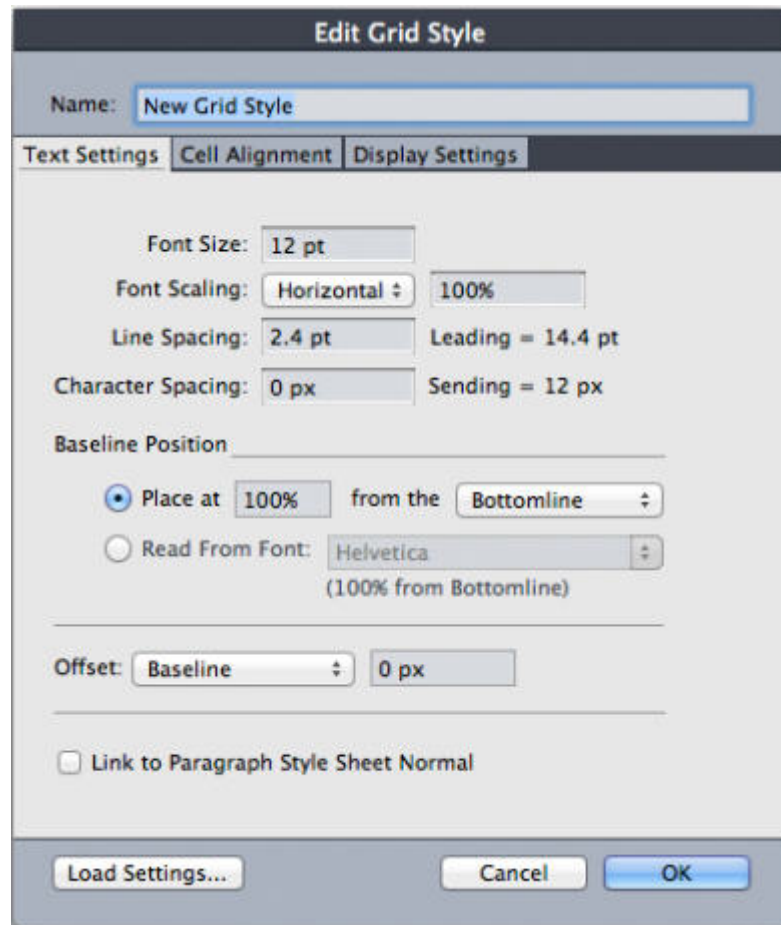 Edit Grid Style
Name: New Grid Style
Text Settings Cell Alignment Display Settings
Font Size: 12 pt
Font Scaling: Horizontal 100%
Line Spacing: 2.4 pt Leading = 14.4 pt
Character Spacing: 0 px Sending = 12 px
Baseline Position
Place at 100% from the Bottomline
Read From Font: Helvetica
(100% from Bottomline)
Offset: Baseline 0 px
Link to Paragraph Style Sheet Normal
Load Settings... Cancel OK